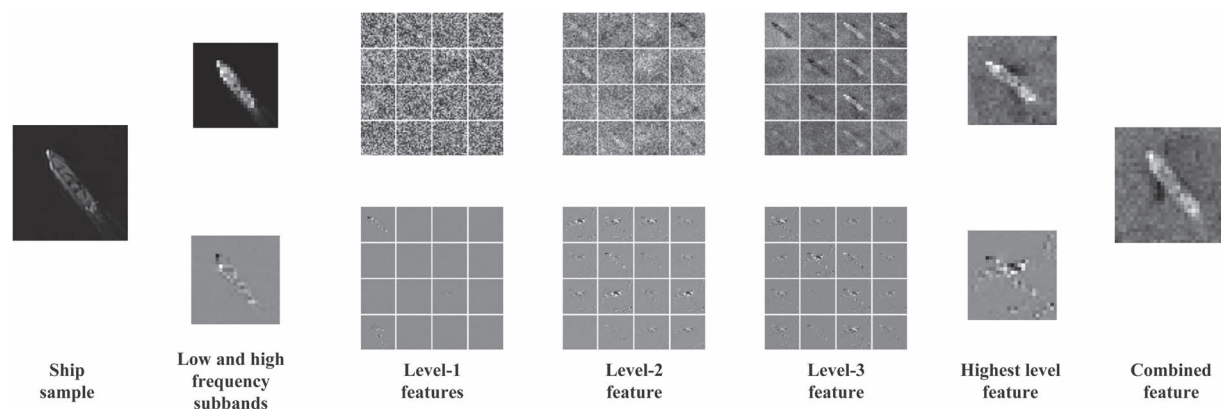 Ship
sample
Low and high
frequency
subbands
Level-1
features
Level-2
feature
Level-3
feature
Highest level
feature
Combined
feature